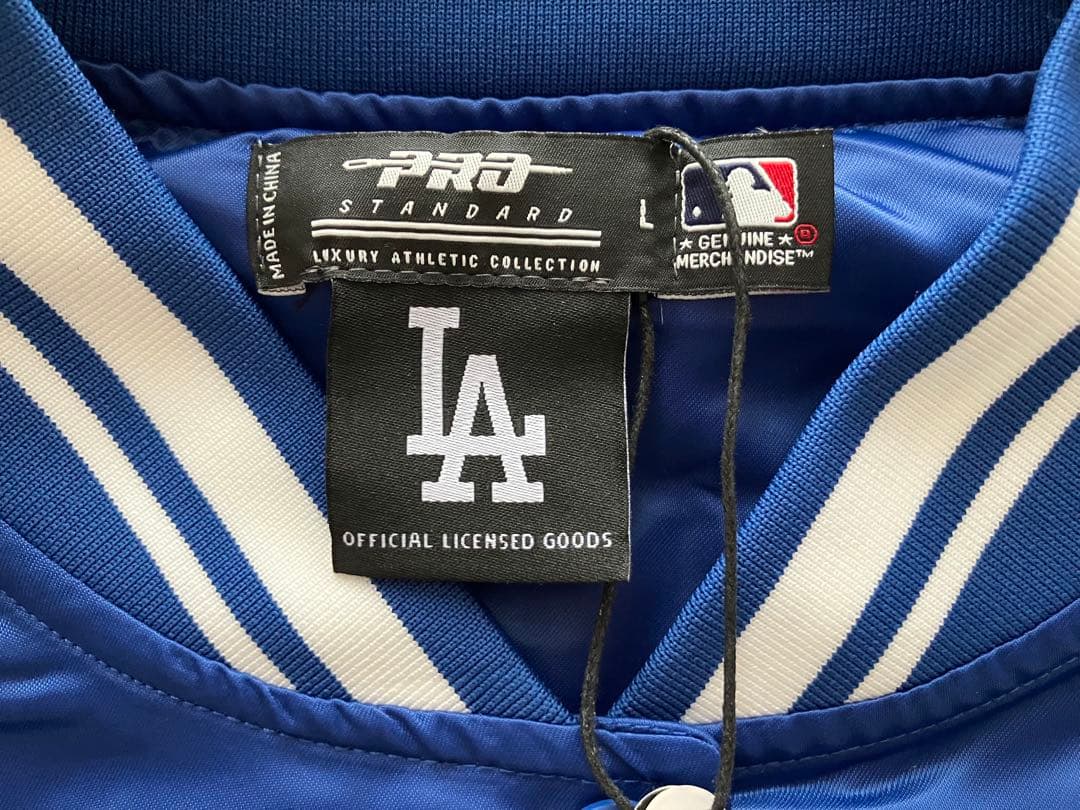 MADE IN CHINA
PRO
STANDARD
LUXURY ATHLETIC COLLECTION
L
★ GENUINE ★ ®
MERCHANDISE™
LA
OFFICIAL LICENSED GOODS